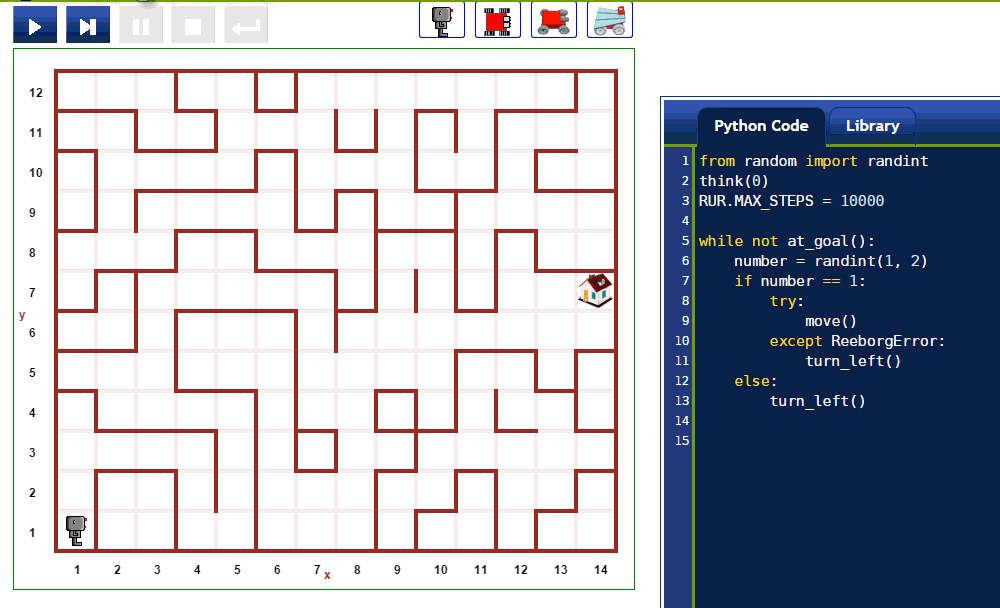 Python Code Library
1 from random import randint
2 think(0)
3 RUR.MAX_STEPS = 10000
4
5 while not at_goal():
6     number = randint(1, 2)
7     if number == 1:
8         try:
9             move()
10         except ReeborgError:
11             turn_left()
12     else:
13         turn_left()
14
15
12
11
10
9
8
7
y
6
5
4
3
2
1
1 2 3 4 5 6 7 x 8 9 10 11 12 13 14